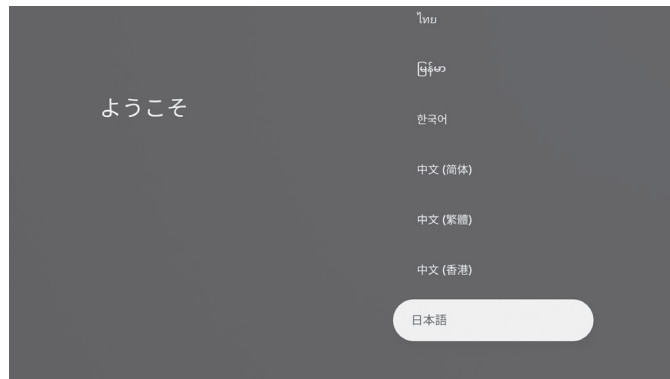 ようこそ
ไทย
မြန်မာ
한국어
中文 (简体)
中文 (繁體)
中文 (香港)
日本語